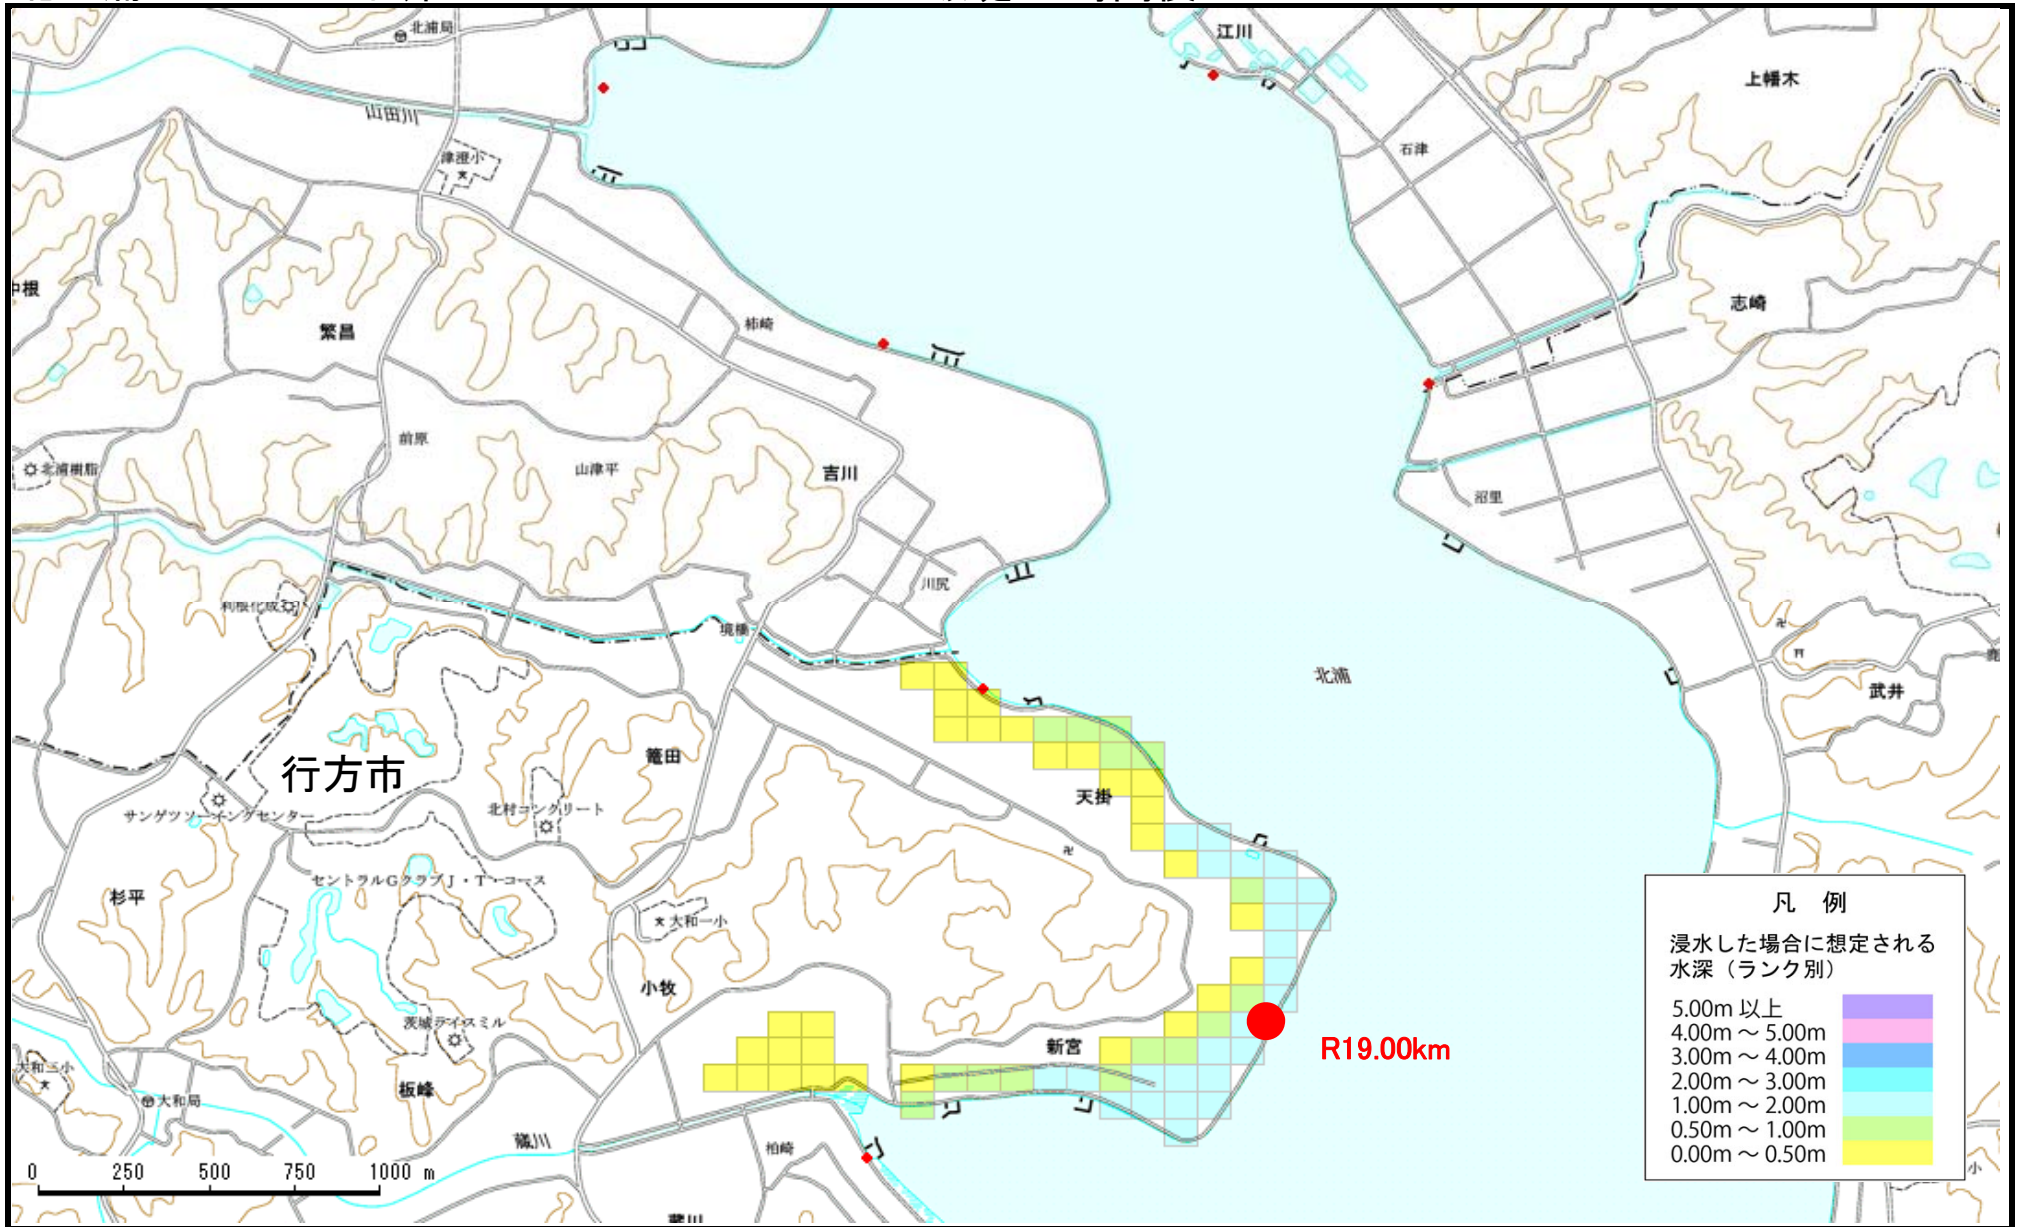 北浦局
江川
上幡木
山田川
石津
津澄小
中根
志崎
繁昌
柿崎
前原
北浦樹脂
山津平
吉川
沼里
川尻
利根化成
境橋
北浦
武井
行方市
篭田
天掛
北村コンクリート
サンゲツソーイングセンター
セントラルGクラブJ・T・コース
杉平
大和一小
小牧
茨城ライスミル
新宮
R19.00km
大和三小
大和局
板峰
蔵川
柏崎
蔵川
小
0 250 500 750 1000 m
凡 例
浸水した場合に想定される
水深（ランク別）
5.00m 以上
4.00m ～ 5.00m
3.00m ～ 4.00m
2.00m ～ 3.00m
1.00m ～ 2.00m
0.50m ～ 1.00m
0.00m ～ 0.50m